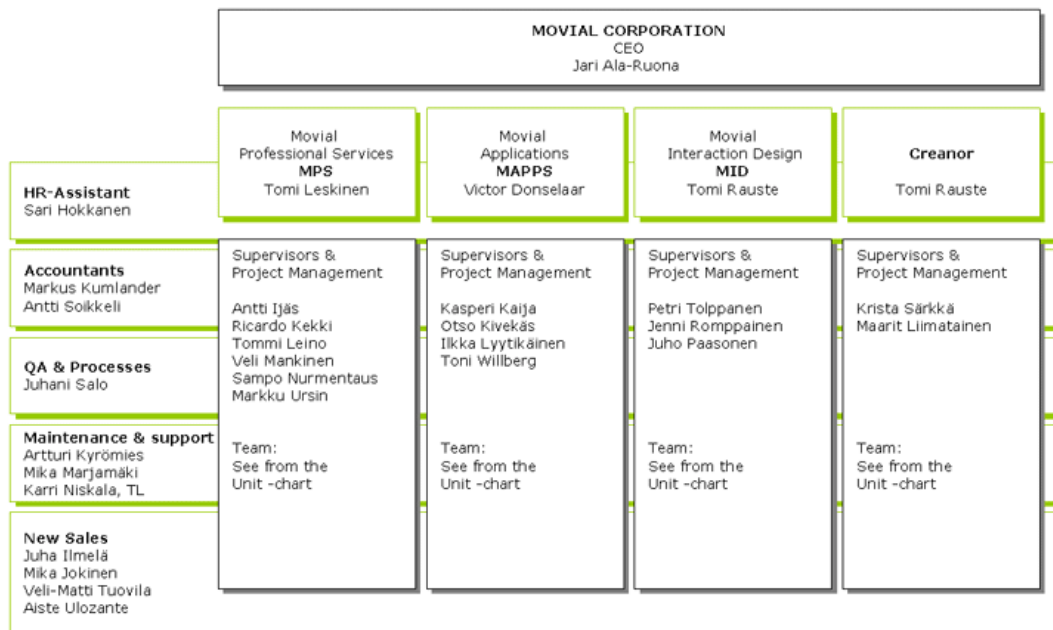 MOVIAL CORPORATION
CEO
Jari Ala-Ruona
Movial
Professional Services
MPS
Tomi Leskinen
Movial
Applications
MAPPS
Victor Donselaar
Movial
Interaction Design
MID
Tomi Rauste
Creanor
Tomi Rauste
HR-Assistant
Sari Hokkanen
Accountants
Markus Kumlander
Antti Soikkeli
QA & Processes
Juhani Salo
Maintenance & support
Artturi Kyrömies
Mika Marjamäki
Karri Niskala, TL
New Sales
Juha Ilmelä
Mika Jokinen
Veli-Matti Tuovila
Aiste Ulozante
Supervisors &
Project Management
Antti Ijäs
Ricardo Kekki
Tommi Leino
Veli Mankinen
Sampo Nurmentaus
Markku Ursin
Team:
See from the
Unit -chart
Supervisors &
Project Management
Kasperi Kaija
Otso Kivekäs
Ilkka Lyytikäinen
Toni Willberg
Team:
See from the
Unit -chart
Supervisors &
Project Management
Petri Tolppanen
Jenni Romppainen
Juho Paasonen
Team:
See from the
Unit -chart
Supervisors &
Project Management
Krista Särkkä
Maarit Liimatainen
Team:
See from the
Unit -chart